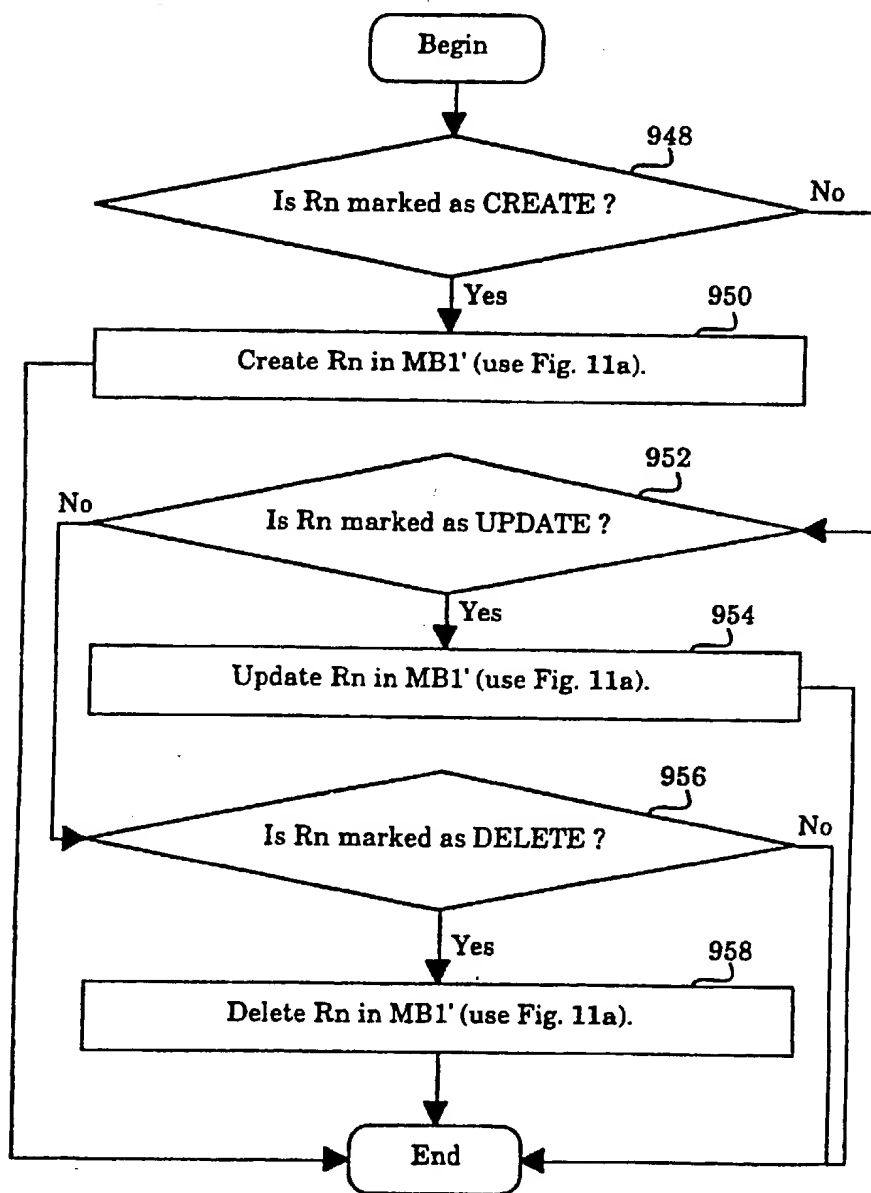 Begin
948
Is Rn marked as CREATE ?
No
Yes
950
Create Rn in MB1' (use Fig. 11a).
952
No
Is Rn marked as UPDATE ?
Yes
954
Update Rn in MB1' (use Fig. 11a).
956
Is Rn marked as DELETE ?
No
Yes
958
Delete Rn in MB1' (use Fig. 11a).
End